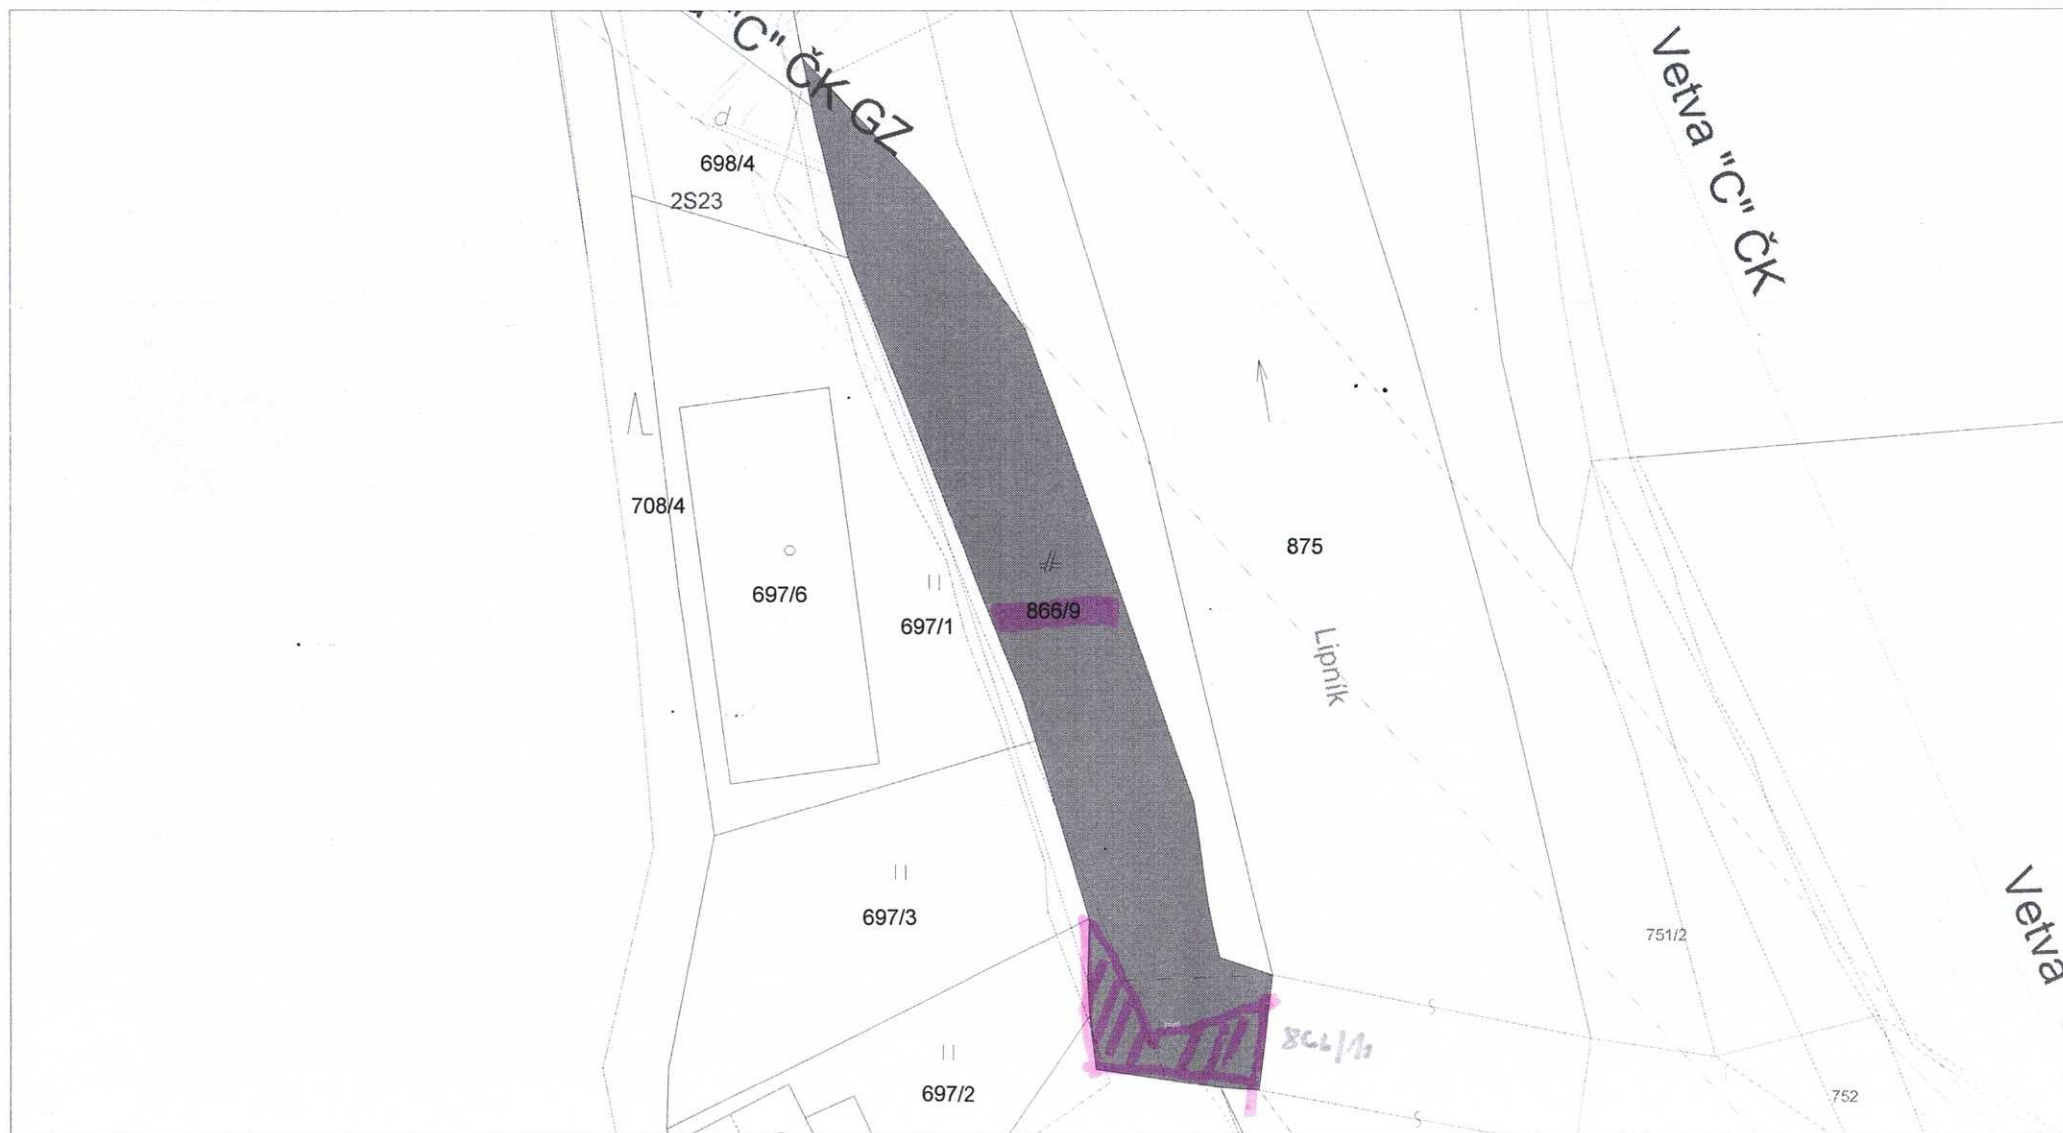 "C" ČK GZ
Vetva "C" ČK
d
698/4
2S23
708/4
875
697/6
866/9
697/1
Lipník
697/3
751/2
Vetva
697/2
752